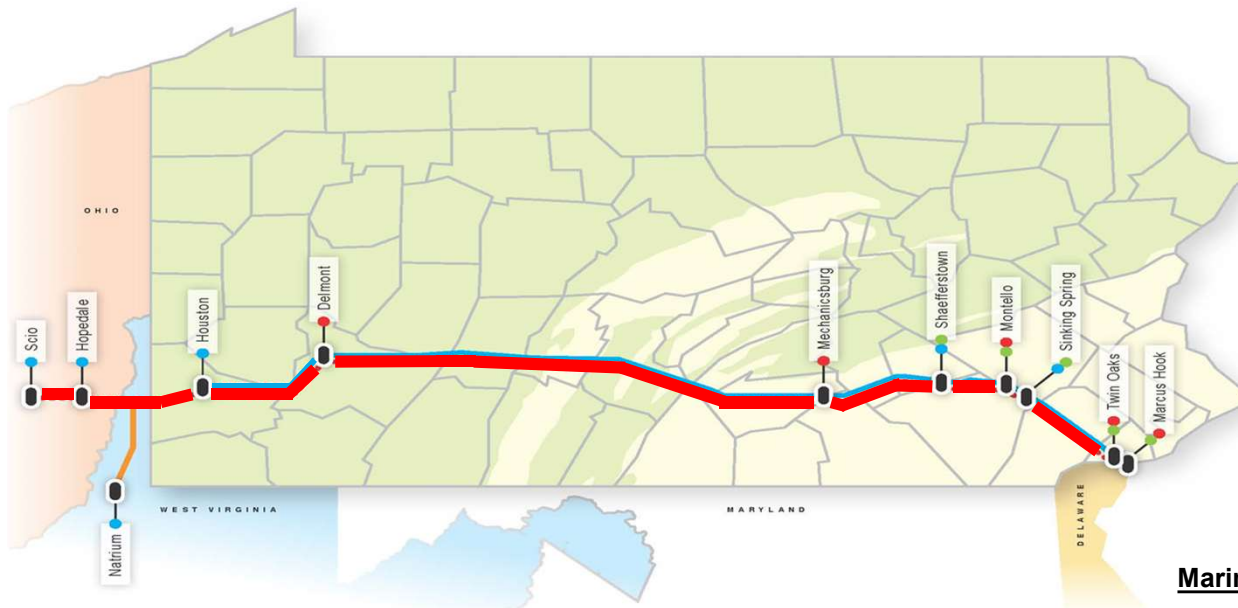 OHIO
Scio
Hopedale
Houston
Delmont
Mechanicsburg
Shaefferstown
Montello
Sinking Spring
Twin Oaks
Marcus Hook
Natrium
WEST VIRGINIA
MARYLAND
DELAWARE
Marin